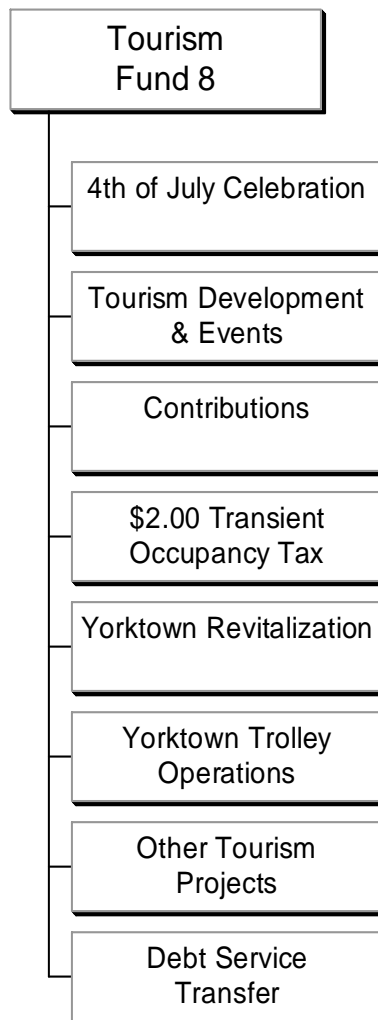 Tourism
Fund 8
4th of July Celebration
Tourism Development
& Events
Contributions
$2.00 Transient
Occupancy Tax
Yorktown Revitalization
Yorktown Trolley
Operations
Other Tourism
Projects
Debt Service
Transfer